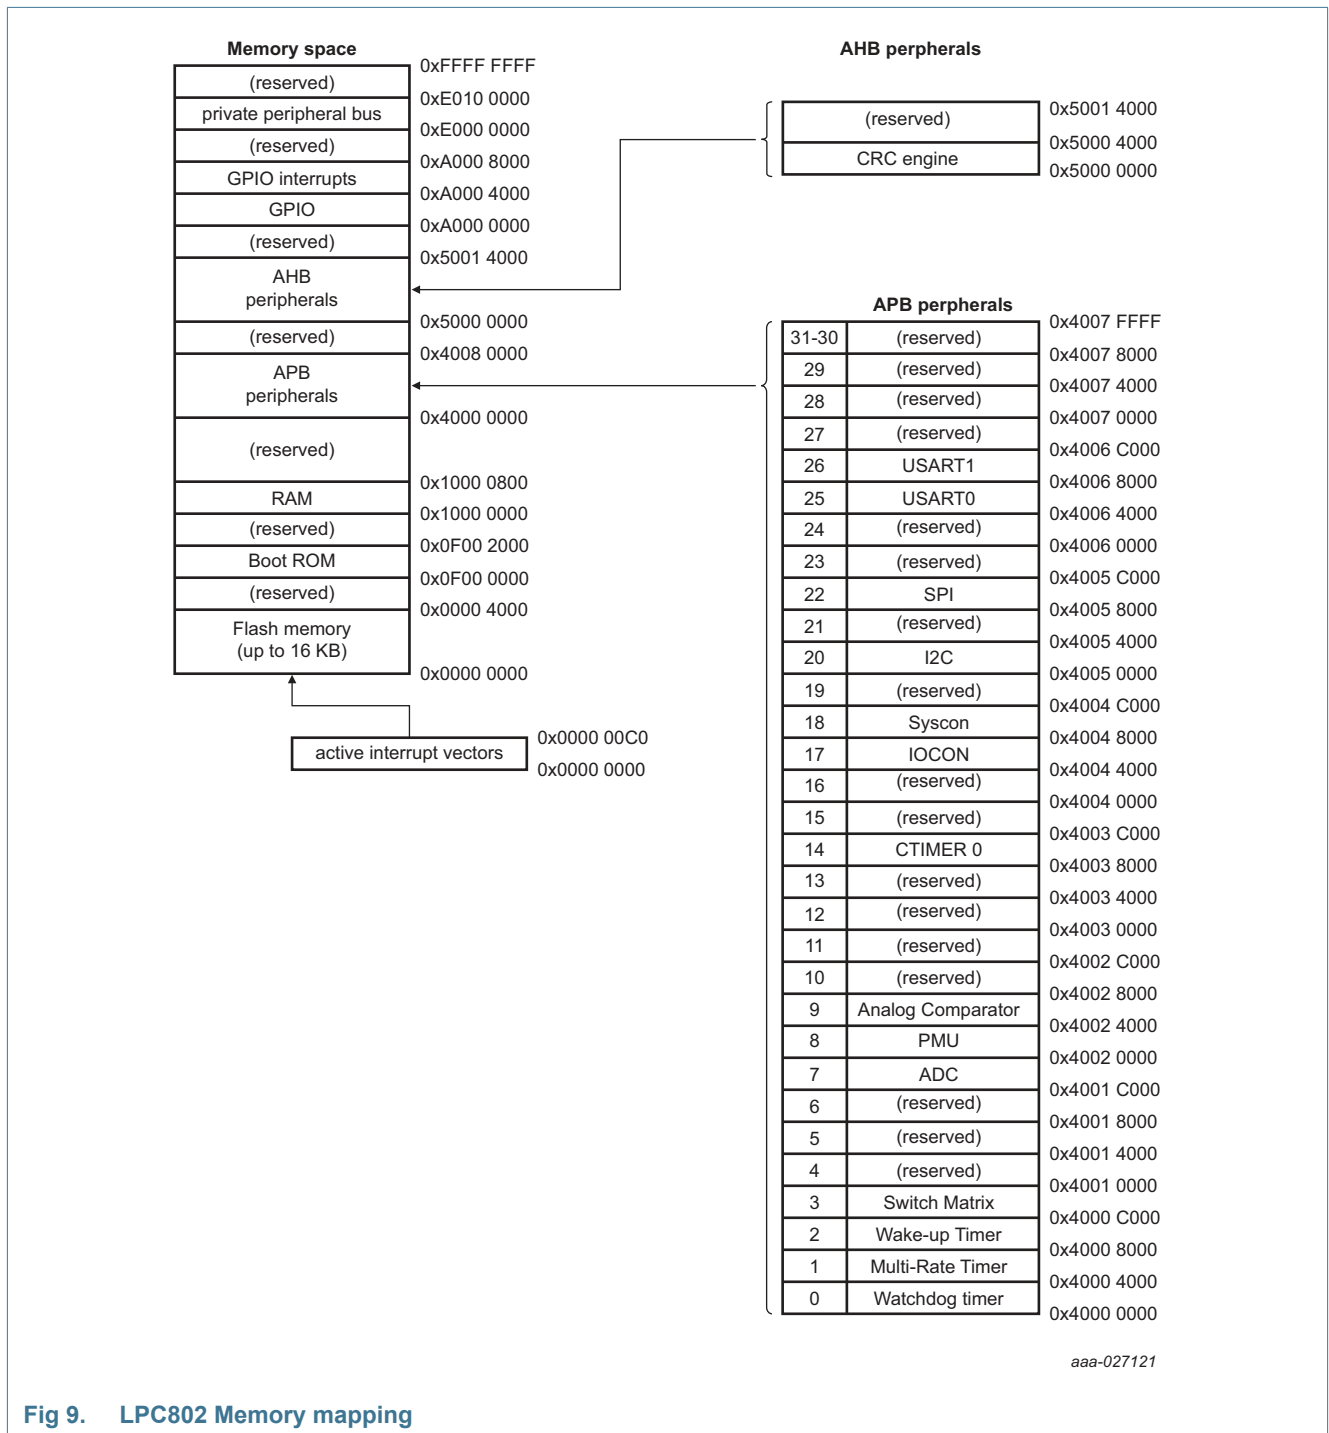 Memory space
0xFFFF FFFF
(reserved)
0xE010 0000
private peripheral bus
0xE000 0000
(reserved)
0xA000 8000
GPIO interrupts
0xA000 4000
GPIO
0xA000 0000
(reserved)
0x5001 4000
AHB
peripherals
0x5000 0000
(reserved)
0x4008 0000
APB
peripherals
0x4000 0000
(reserved)
0x1000 0800
RAM
0x1000 0000
(reserved)
0x0F00 2000
Boot ROM
0x0F00 0000
(reserved)
0x0000 4000
Flash memory
(up to 16 KB)
0x0000 0000
active interrupt vectors
0x0000 00C0
0x0000 0000
AHB perpherals
(reserved)
0x5001 4000
0x5000 4000
CRC engine
0x5000 0000
APB perpherals
0x4007 FFFF
31-30 (reserved)
0x4007 8000
29 (reserved)
0x4007 4000
28 (reserved)
0x4007 0000
27 (reserved)
0x4006 C000
26 USART1
0x4006 8000
25 USART0
0x4006 4000
24 (reserved)
0x4006 0000
23 (reserved)
0x4005 C000
22 SPI
0x4005 8000
21 (reserved)
0x4005 4000
20 I2C
0x4005 0000
19 (reserved)
0x4004 C000
18 Syscon
0x4004 8000
17 IOCON
0x4004 4000
16 (reserved)
0x4004 0000
15 (reserved)
0x4003 C000
14 CTIMER 0
0x4003 8000
13 (reserved)
0x4003 4000
12 (reserved)
0x4003 0000
11 (reserved)
0x4002 C000
10 (reserved)
0x4002 8000
9 Analog Comparator
0x4002 4000
8 PMU
0x4002 0000
7 ADC
0x4001 C000
6 (reserved)
0x4001 8000
5 (reserved)
0x4001 4000
4 (reserved)
0x4001 0000
3 Switch Matrix
0x4000 C000
2 Wake-up Timer
0x4000 8000
1 Multi-Rate Timer
0x4000 4000
0 Watchdog timer
0x4000 0000
aaa-027121
Fig 9. LPC802 Memory mapping